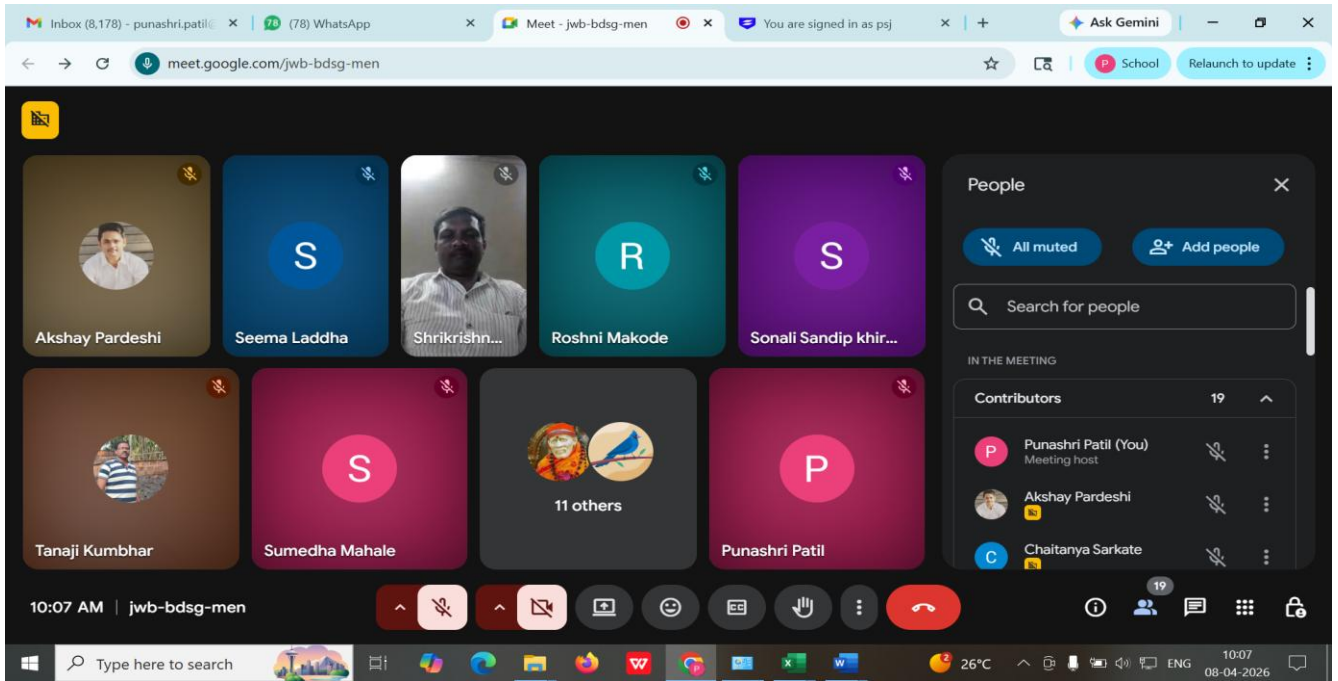 Inbox (8,178) - punashri.patil@
78
(78) WhatsApp
Meet - jwb-bdsg-men
You are signed in as psj
Ask Gemini
meet.google.com/jwb-bdsg-men
P School
Relaunch to update
Akshay Pardeshi
S
Seema Laddha
Shrikrishn...
R
Roshni Makode
S
Sonali Sandip khir...
Tanaji Kumbhar
S
Sumedha Mahale
11 others
P
Punashri Patil
People
All muted
Add people
Search for people
IN THE MEETING
Contributors 19
P
Punashri Patil (You)
Meeting host
Akshay Pardeshi
C
Chaitanya Sarkate
10:07 AM | jwb-bdsg-men
CC
19
Type here to search
W
X
W
2
26°C
ENG
10:07
08-04-2026